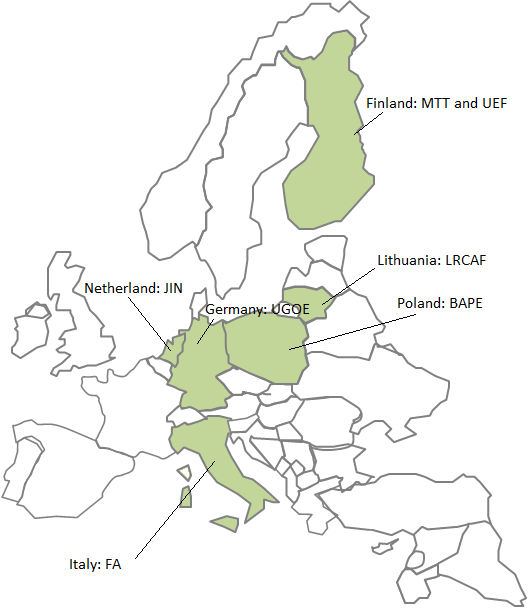 Finland: MTT and UEF
Lithuania: LRCAF
Netherland: JIN
Poland: BAPE
Germany: UGOE
Italy: FA